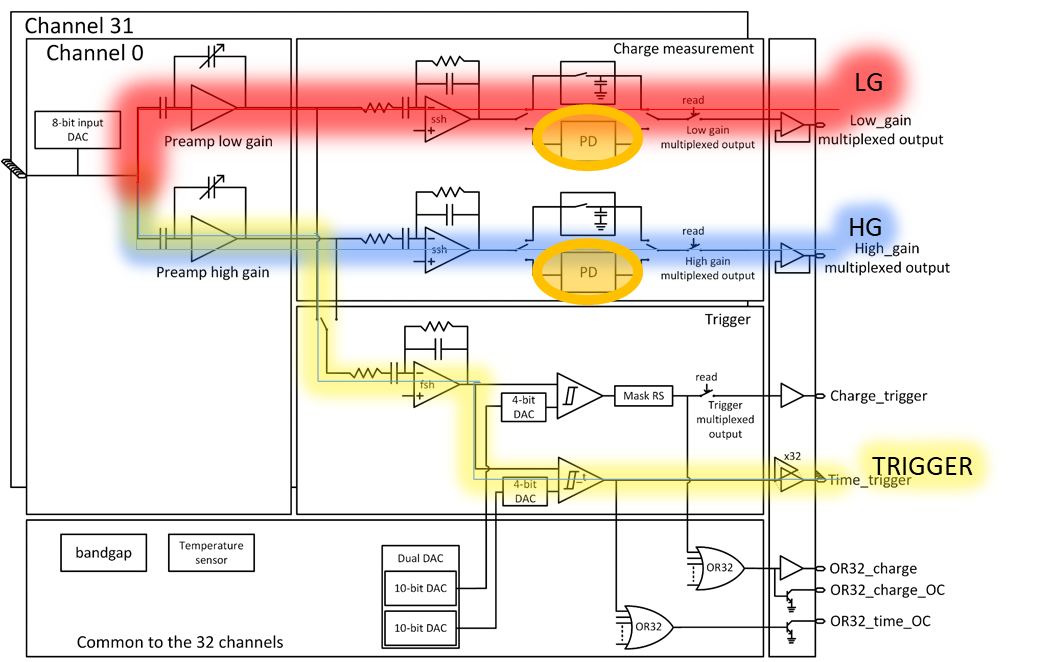 Channel 31
Channel 0
Charge measurement
LG
8-bit input
DAC
Preamp low gain
ssh
PD
read
Low gain
multiplexed output
Low_gain
multiplexed output
HG
Preamp high gain
ssh
PD
read
High gain
multiplexed output
High_gain
multiplexed output
Trigger
fsh
4-bit
DAC
Mask RS
read
Trigger
multiplexed
output
Charge_trigger
4-bit
DAC
x32
TRIGGER
Time_trigger
bandgap
Temperature
sensor
Dual DAC
10-bit DAC
10-bit DAC
OR32
OR32
OR32_charge
OR32_charge_OC
OR32_time_OC
Common to the 32 channels